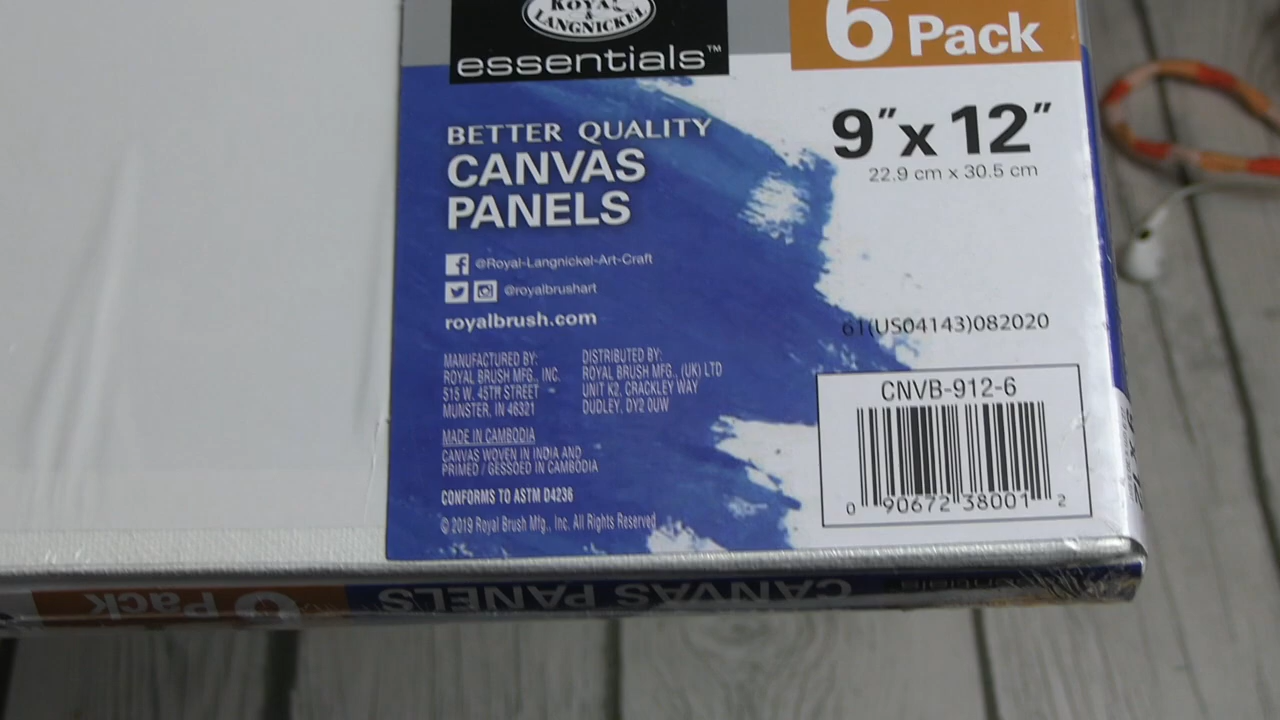 ROYAL
&
LANGNICKEL
essentials™
6 Pack
BETTER QUALITY
CANVAS
PANELS
9" x 12"
22.9 cm x 30.5 cm
@Royal-Langnickel-Art-Craft
@royalbrushart
royalbrush.com
61(US04143)082020
MANUFACTURED BY:
ROYAL BRUSH MFG., INC.
515 W. 45TH STREET
MUNSTER, IN 46321
DISTRIBUTED BY:
ROYAL BRUSH MFG., (UK) LTD
UNIT K2, CRACKLEY WAY
DUDLEY, DY2 0UW
MADE IN CAMBODIA
CANVAS WOVEN IN INDIA AND
PRIMED / GESSOED IN CAMBODIA
CONFORMS TO ASTM D4236
© 2019 Royal Brush Mfg., Inc. All Rights Reserved
CNVB-912-6
0 90672 38001 2
CANVAS PANELS
6 Pack